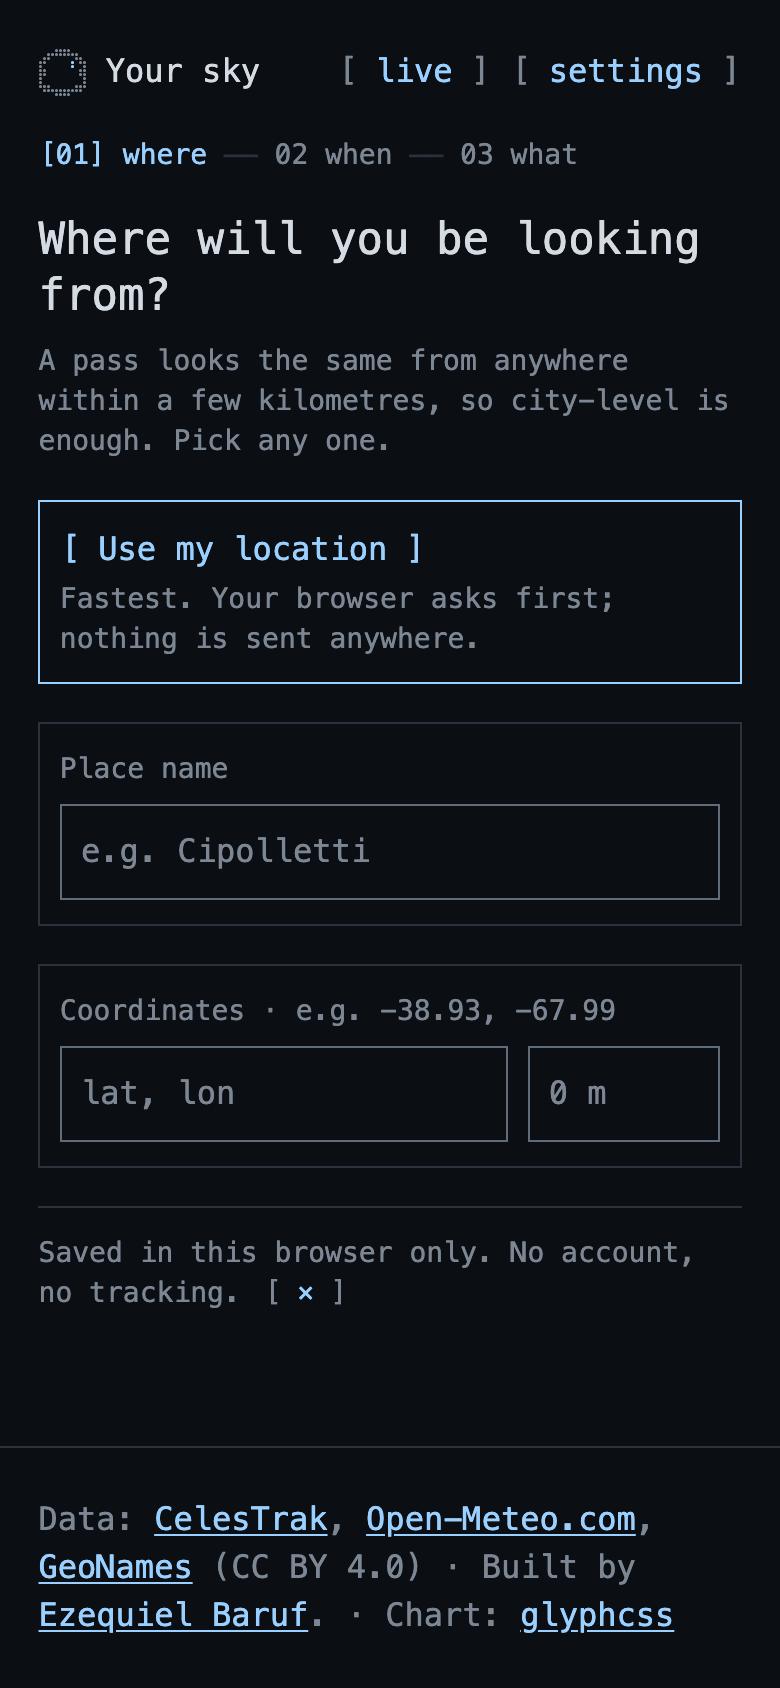 Your sky [ live ] [ settings ]
[01] where —— 02 when —— 03 what
Where will you be looking
from?
A pass looks the same from anywhere
within a few kilometres, so city-level is
enough. Pick any one.
[ Use my location ]
Fastest. Your browser asks first;
nothing is sent anywhere.
Place name
e.g. Cipolletti
Coordinates · e.g. -38.93, -67.99
lat, lon 0 m
Saved in this browser only. No account,
no tracking. [ × ]
Data: CelesTrak, Open-Meteo.com,
GeoNames (CC BY 4.0) · Built by
Ezequiel Baruf. · Chart: glyphcss